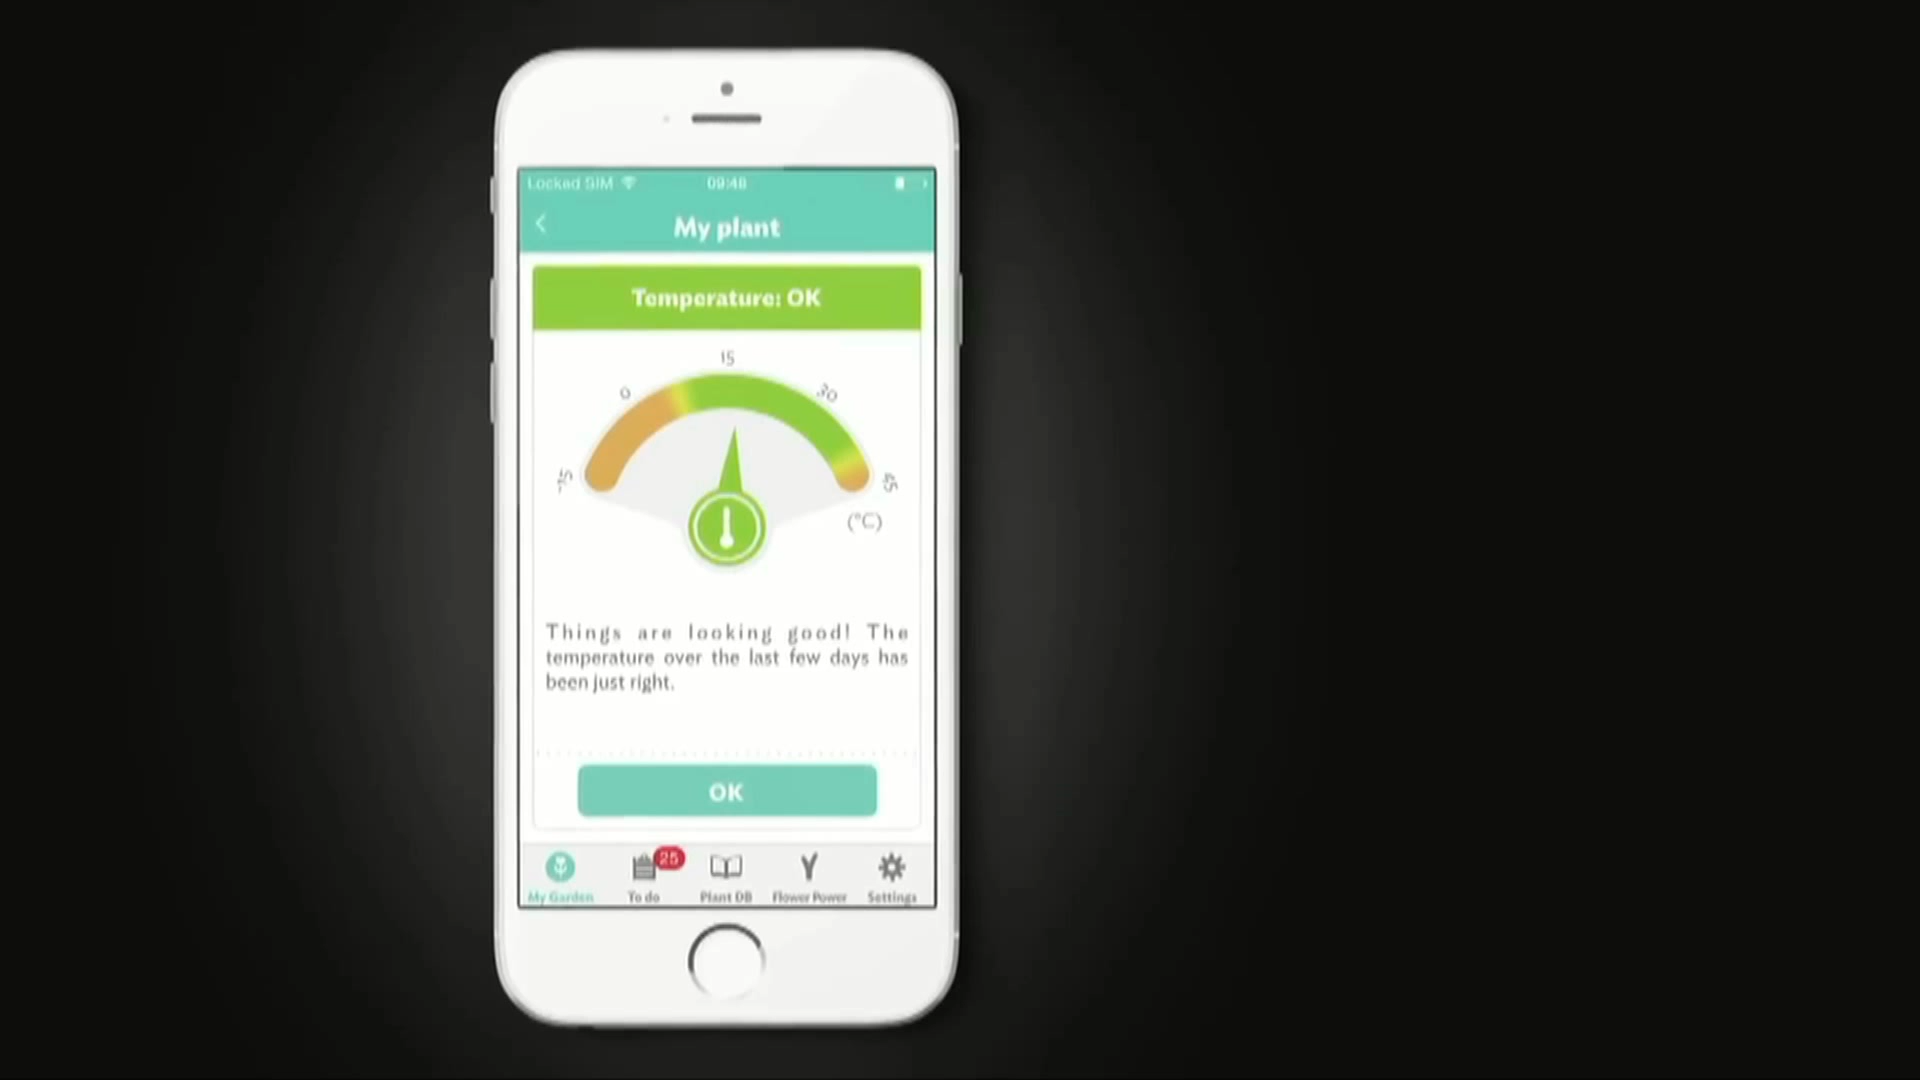 Locked SIM 09:48
My plant
Temperature: OK
15
0 30
-15 45
(°C)
Things are looking good! The
temperature over the last few days has
been just right.
OK
25
My Garden To do Plant DB Flower Power Settings